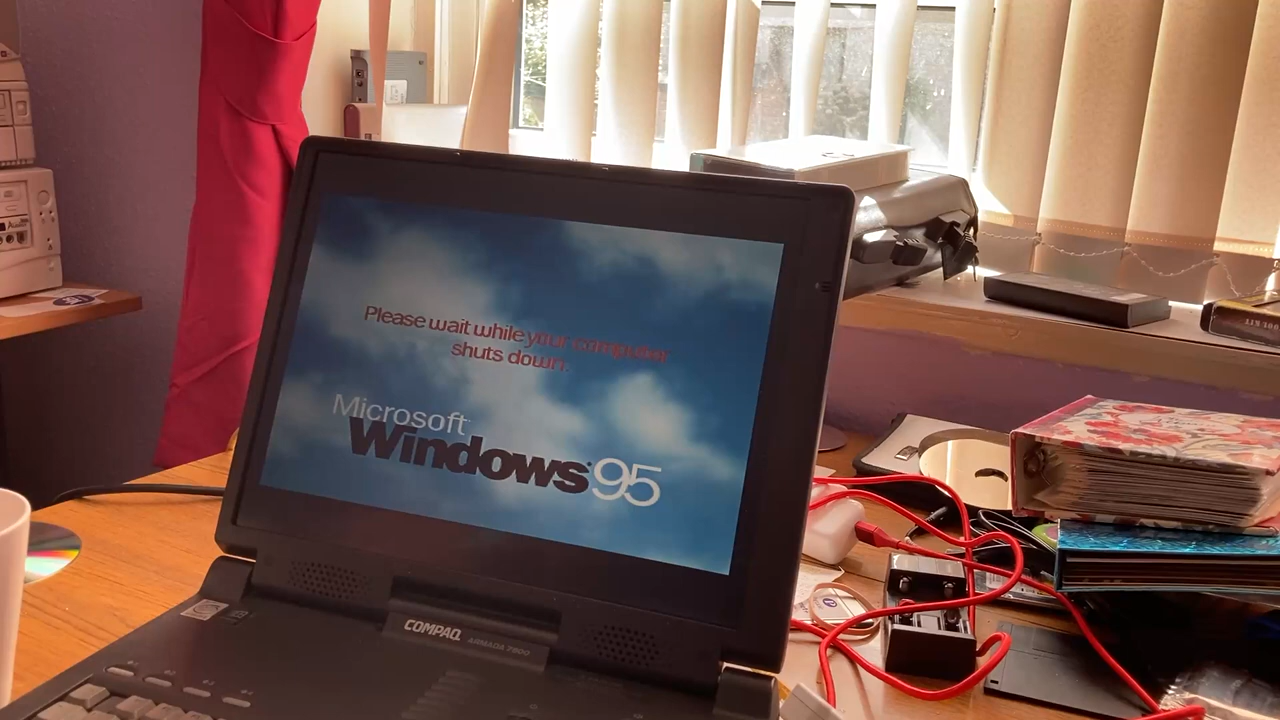 Please wait while your computer
shuts down.
Microsoft
Windows 95
COMPAQ ARMADA 7800